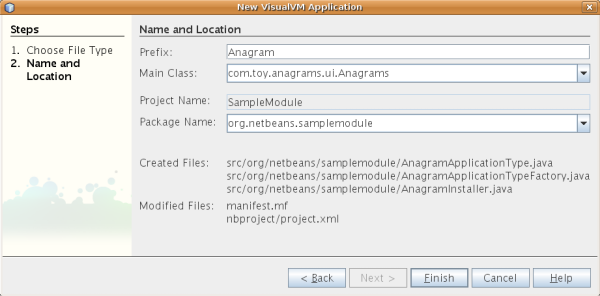 New VisualVM Application
Steps
1. Choose File Type
2. Name and
Location
Name and Location
Prefix: Anagram
Main Class: com.toy.anagrams.ui.Anagrams
Project Name: SampleModule
Package Name: org.netbeans.samplemodule
Created Files: src/org/netbeans/samplemodule/AnagramApplicationType.java
src/org/netbeans/samplemodule/AnagramApplicationTypeFactory.java
src/org/netbeans/samplemodule/AnagramInstaller.java
Modified Files: manifest.mf
nbproject/project.xml
< Back Next > Finish Cancel Help